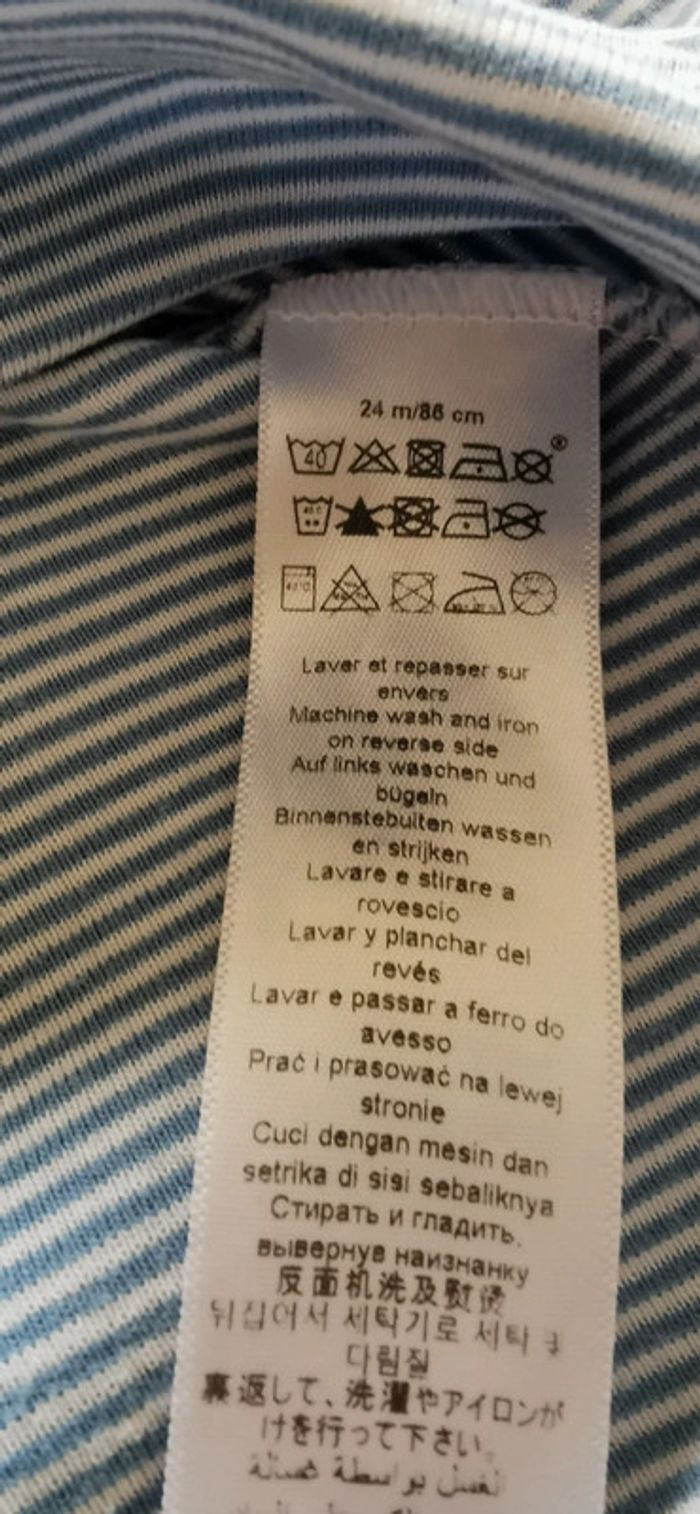 24 m/86 cm
40
®
Laver et repasser sur
envers
Machine wash and iron
on reverse side
Auf links waschen und
bügeln
Binnenstebuiten wassen
en strijken
Lavare e stirare a
rovescio
Lavar y planchar del
revés
Lavar e passar a ferro do
avesso
Prać i prasować na lewej
stronie
Cuci dengan mesin dan
setrika di sisi sebaliknya
Стирать и гладить,
вывернув наизнанку
反面机洗及熨烫
뒤집어서 세탁기로 세탁 및
다림질
裏返して、洗濯やアイロンが
けを行って下さい。